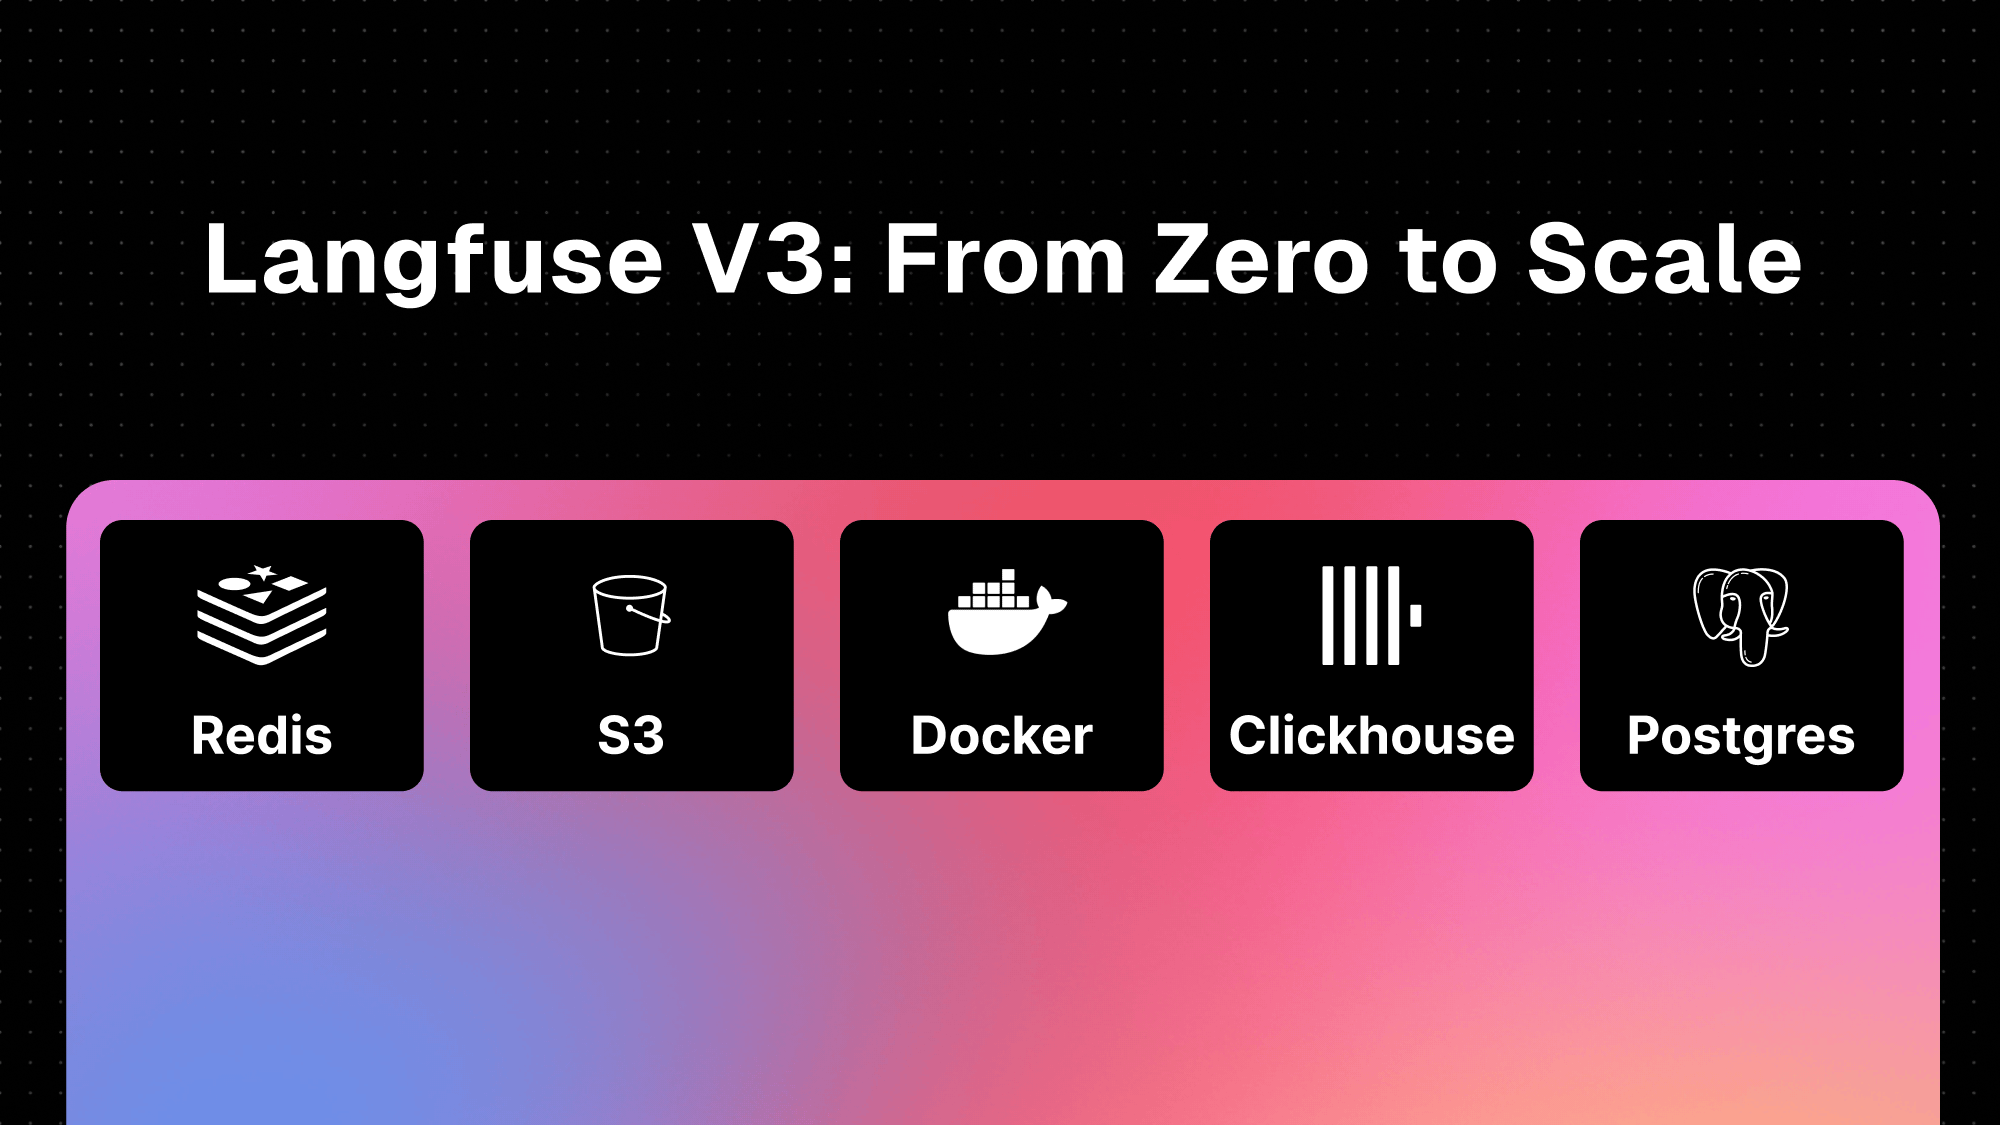 Langfuse V3: From Zero to Scale
Redis
S3
Docker
Clickhouse
Postgres